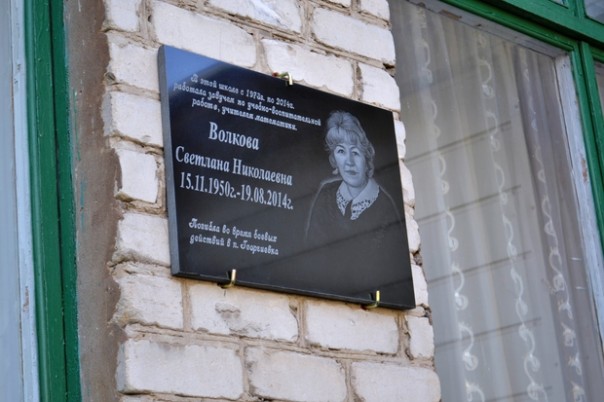 В этой школе с 1973г. по 2014г.
работала завучем по учебно-воспитательной
работе, учителем математики.
Волкова
Светлана Николаевна
15.11.1950г.-19.08.2014г.
Погибла во время боевых
действий в п. Георгиевка